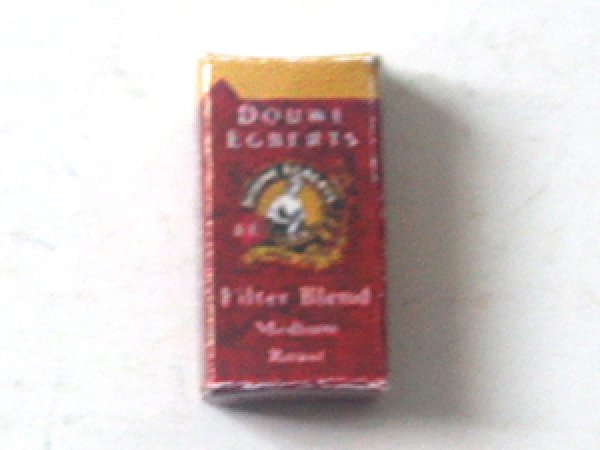 DOUWE
EGBERTS
Filter Blend
Medium
Roast